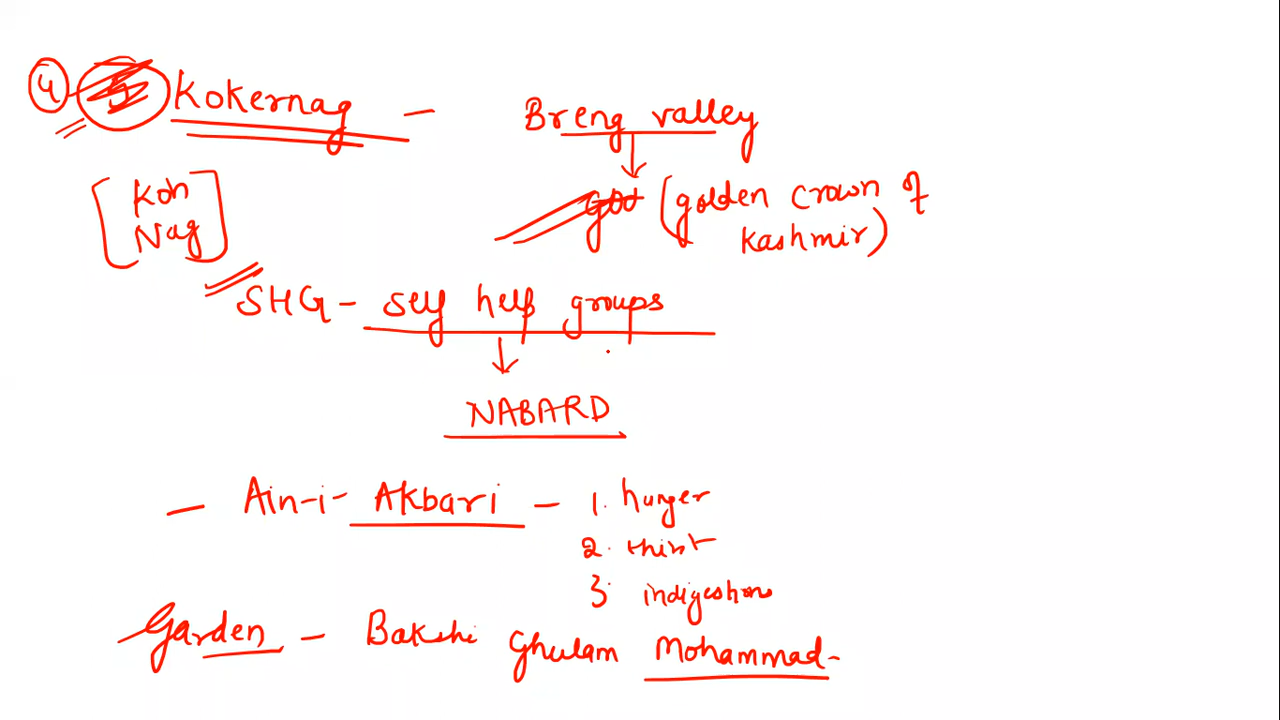 4 Kokernag - Breng valley
(golden crown of
Kashmir)
[Koh
Nag]
SHG - self help groups
NABARD
- Ain-i-Akbari - 1. hunger
2. thirst
3. indigestion
Garden - Bakshi Ghulam Mohammad-